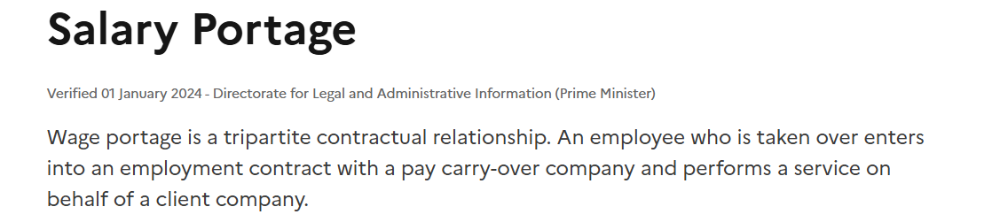 Salary Portage
Verified 01 January 2024 - Directorate for Legal and Administrative Information (Prime Minister)
Wage portage is a tripartite contractual relationship. An employee who is taken over enters
into an employment contract with a pay carry-over company and performs a service on
behalf of a client company.